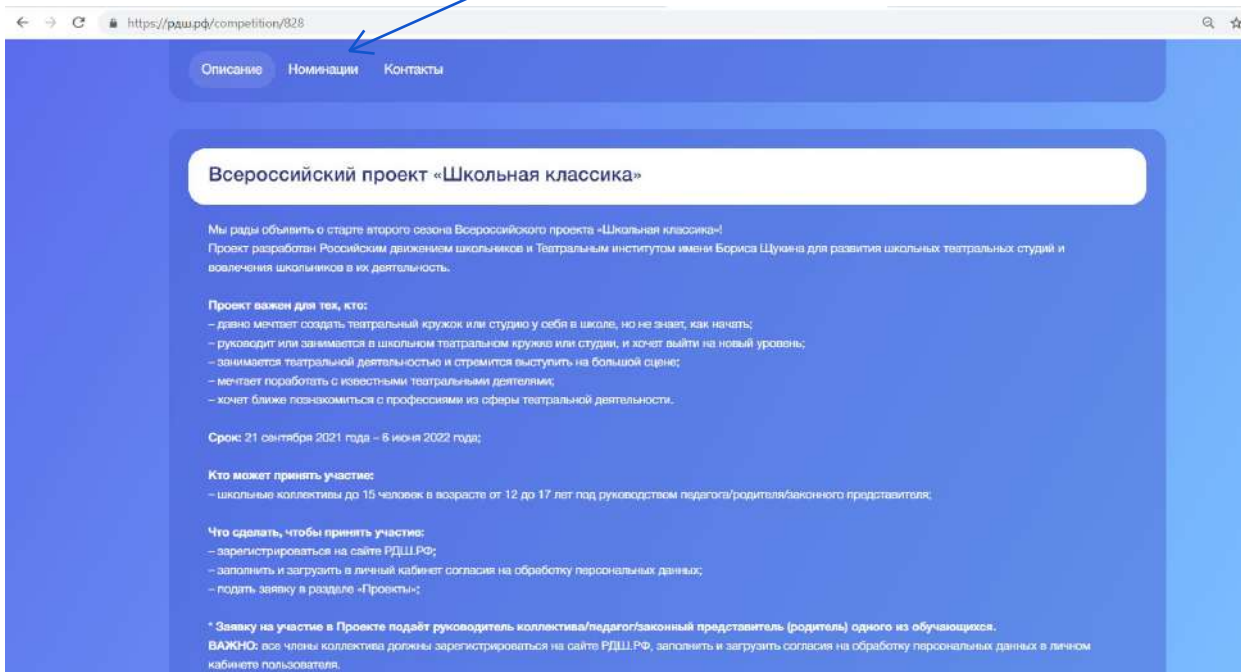 https://рдш.рф/competition/828
Описание Номинации Контакты
Всероссийский проект «Школьная классика»
Мы рады объявить о старте второго сезона Всероссийского проекта «Школьная классика»!
Проект разработан Российским движением школьников и Театральным институтом имени Бориса Щукина для развития школьных театральных студий и
вовлечения школьников в их деятельность.
Проект важен для тех, кто:
– давно мечтает создать театральный кружок или студию у себя в школе, но не знает, как начать;
– руководит или занимается в школьном театральном кружке или студии, и хочет выйти на новый уровень;
– занимается театральной деятельностью и стремится выступить на большой сцене;
– мечтает поработать с известными театральными деятелями;
– хочет ближе познакомиться с профессиями из сферы театральной деятельности.
Срок: 21 сентября 2021 года – 6 июня 2022 года;
Кто может принять участие:
– школьные коллективы до 15 человек в возрасте от 12 до 17 лет под руководством педагога/родителя/законного представителя;
Что сделать, чтобы принять участие:
– зарегистрироваться на сайте РДШ.РФ;
– заполнить и загрузить в личный кабинет согласия на обработку персональных данных;
– подать заявку в разделе «Проекты»;
* Заявку на участие в Проекте подаёт руководитель коллектива/педагог/законный представитель (родитель) одного из обучающихся.
ВАЖНО: все члены коллектива должны зарегистрироваться на сайте РДШ.РФ, заполнить и загрузить согласия на обработку персональных данных в личном
кабинете пользователя.